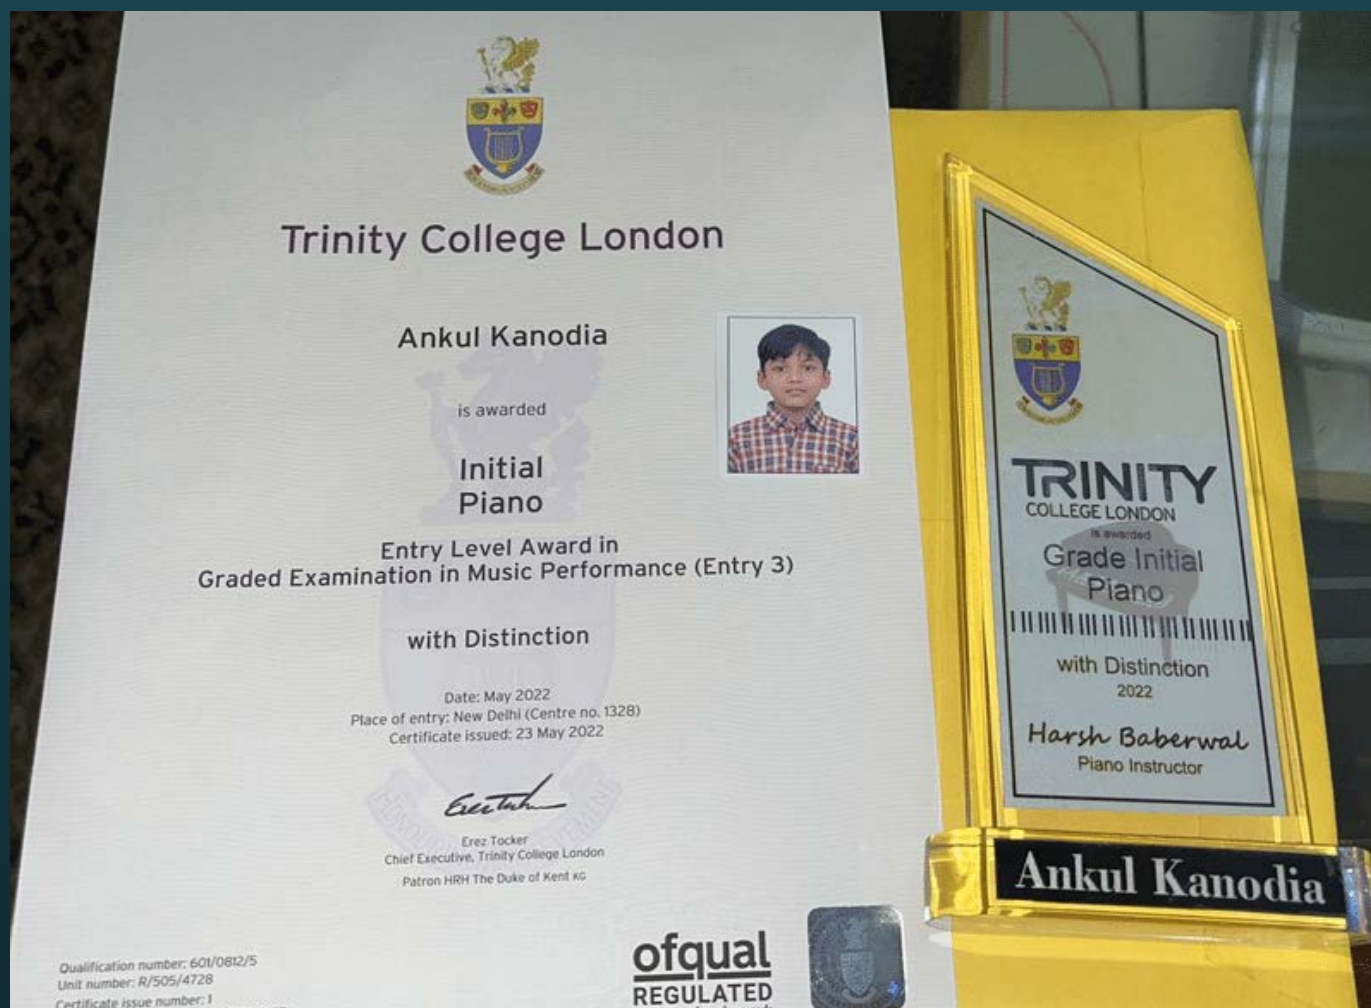 Trinity College London
Ankul Kanodia
is awarded
Initial
Piano
Entry Level Award in
Graded Examination in Music Performance (Entry 3)
with Distinction
Date: May 2022
Place of entry: New Delhi (Centre no. 1328)
Certificate issued: 23 May 2022
Erez Tocker
Chief Executive, Trinity College London
Patron HRH The Duke of Kent KG
Qualification number: 601/0812/5
Unit number: R/505/4728
Certificate issue number: 1
ofqual
REGULATED
TRINITY
COLLEGE LONDON
is awarded
Grade Initial
Piano
with Distinction
2022
Harsh Baberwal
Piano Instructor
Ankul Kanodia